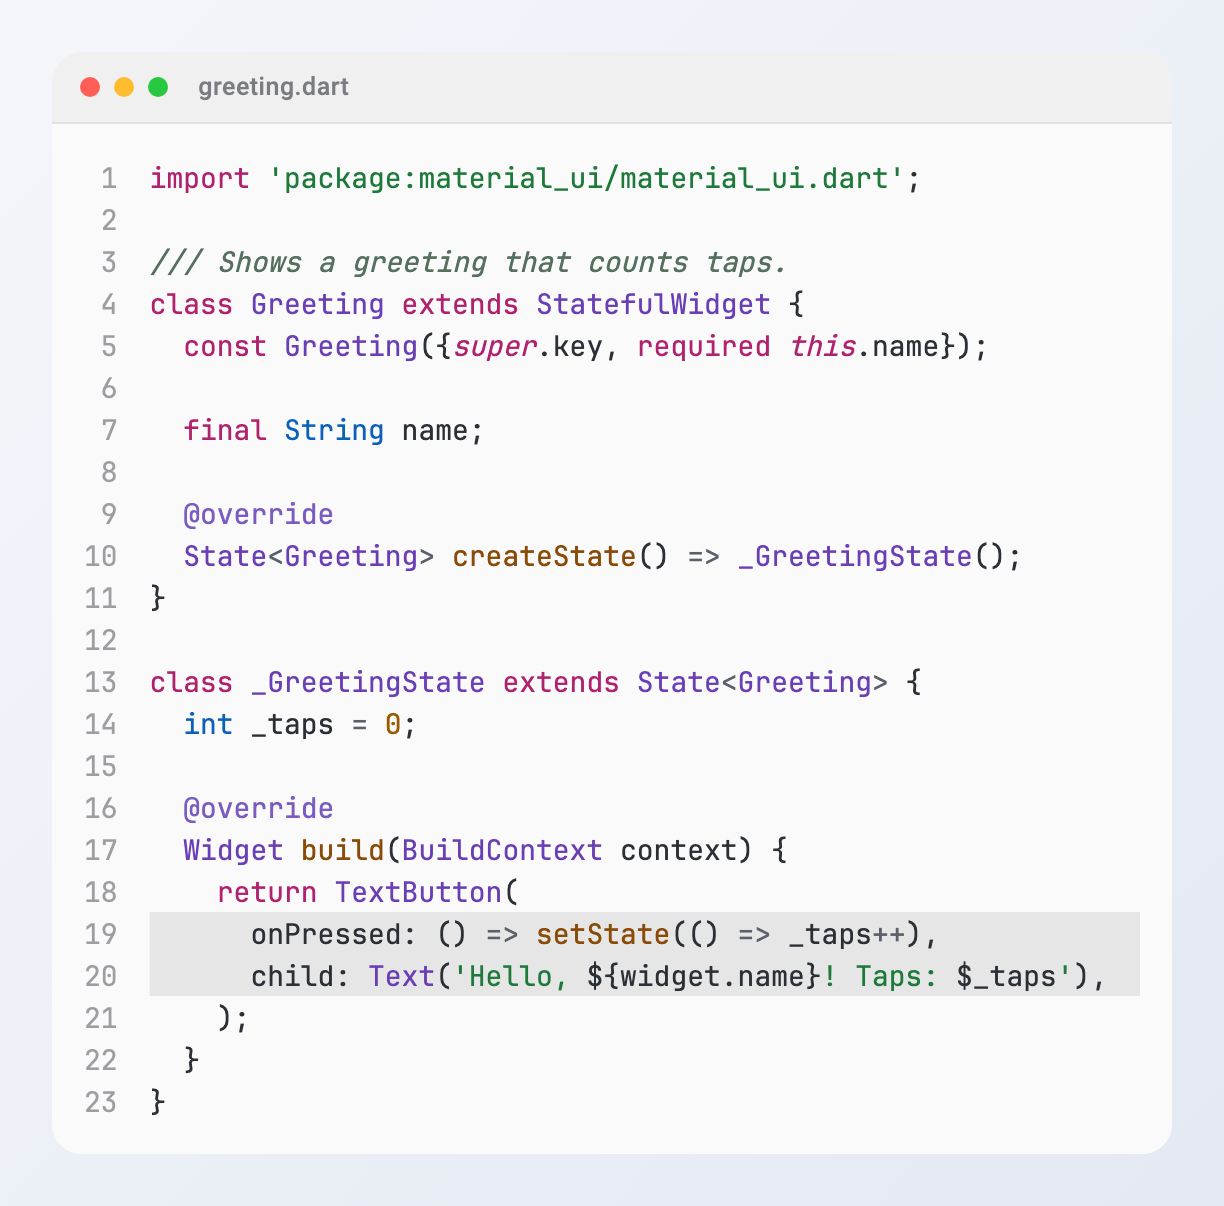 greeting.dart
1 import 'package:material_ui/material_ui.dart';
2
3 /// Shows a greeting that counts taps.
4 class Greeting extends StatefulWidget {
5   const Greeting({super.key, required this.name});
6
7   final String name;
8
9   @override
10   State<Greeting> createState() => _GreetingState();
11 }
12
13 class _GreetingState extends State<Greeting> {
14   int _taps = 0;
15
16   @override
17   Widget build(BuildContext context) {
18     return TextButton(
19       onPressed: () => setState(() => _taps++),
20       child: Text('Hello, ${widget.name}! Taps: $_taps'),
21     );
22   }
23 }